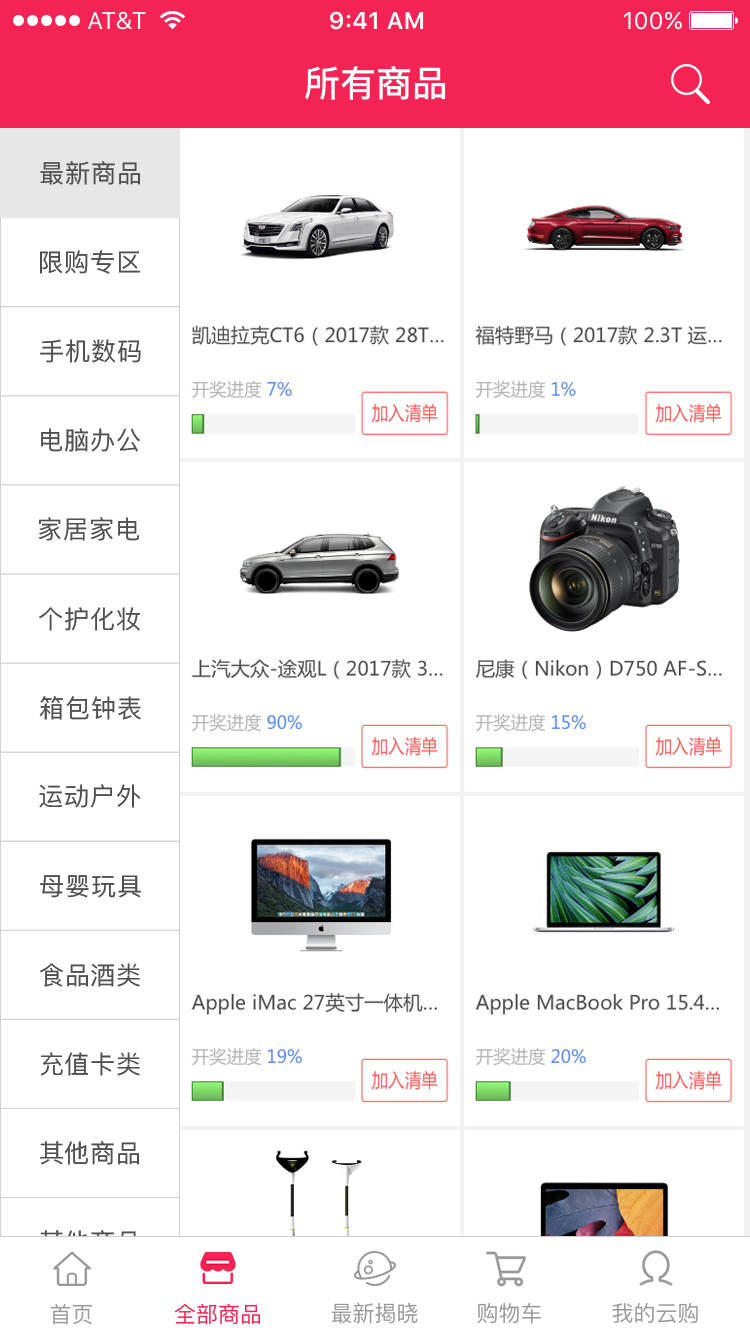 AT&T 9:41 AM 100%
所有商品
最新商品
限购专区
手机数码
电脑办公
家居家电
个护化妆
箱包钟表
运动户外
母婴玩具
食品酒类
充值卡类
其他商品
其他商品
凯迪拉克CT6（2017款 28T...
开奖进度 7%
加入清单
福特野马（2017款 2.3T 运...
开奖进度 1%
加入清单
上汽大众-途观L（2017款 3...
开奖进度 90%
加入清单
Nikon
尼康（Nikon）D750 AF-S...
开奖进度 15%
加入清单
Apple iMac 27英寸一体机...
开奖进度 19%
加入清单
Apple MacBook Pro 15.4...
开奖进度 20%
加入清单
首页
全部商品
最新揭晓
购物车
我的云购